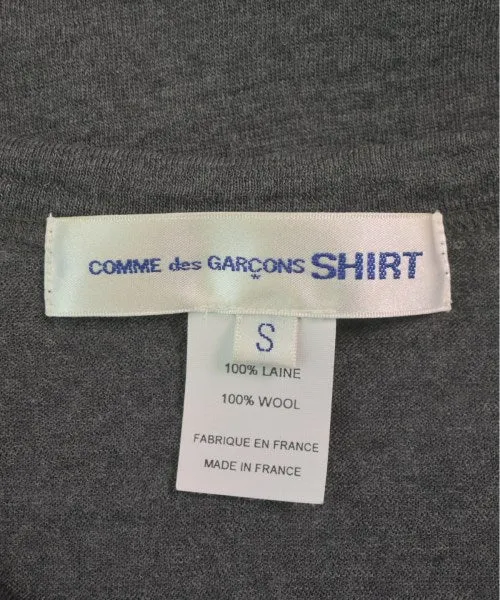 COMME des GARÇONS SHIRT
S
100% LAINE
100% WOOL
FABRIQUE EN FRANCE
MADE IN FRANCE